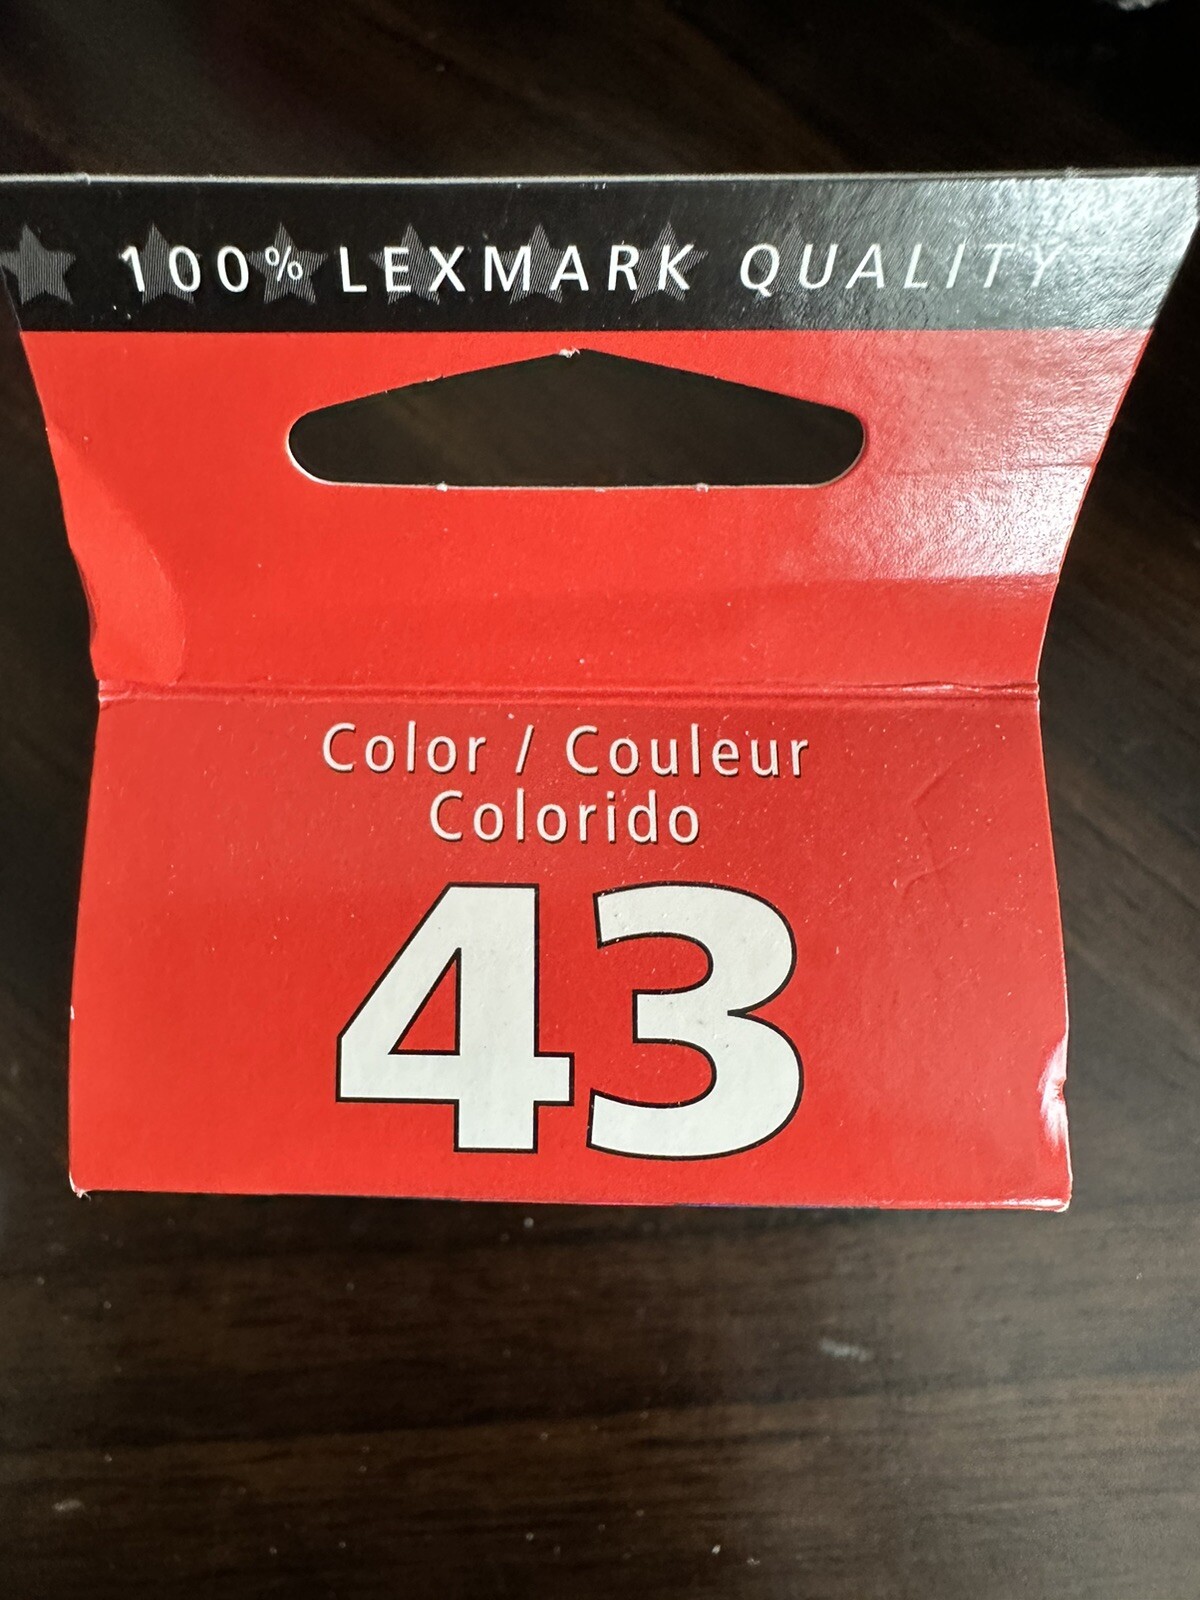 100% LEXMARK QUALITY
Color / Couleur
Colorido
43